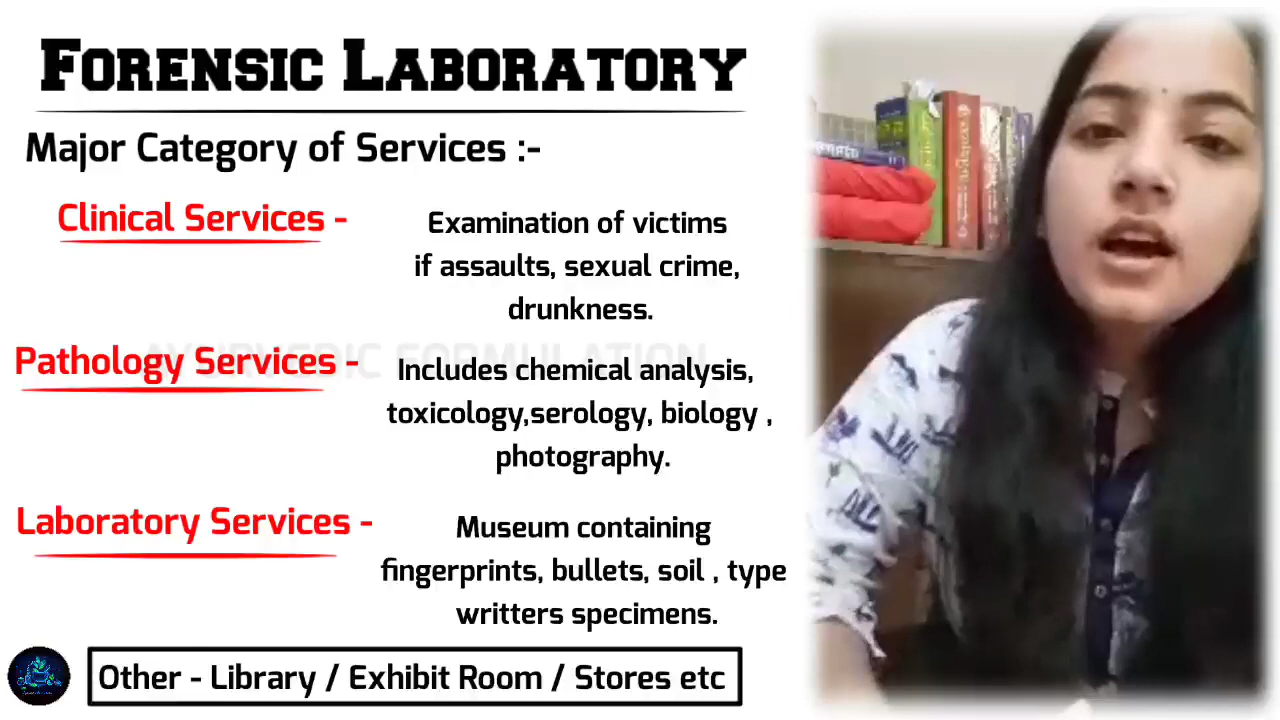 FORENSIC LABORATORY
Major Category of Services :-
Clinical Services -
Examination of victims
if assaults, sexual crime,
drunkness.
Pathology Services -
AYURVEDIC FORMULATION
Includes chemical analysis,
toxicology,serology, biology ,
photography.
Laboratory Services -
Museum containing
fingerprints, bullets, soil , type
writters specimens.
Other - Library / Exhibit Room / Stores etc